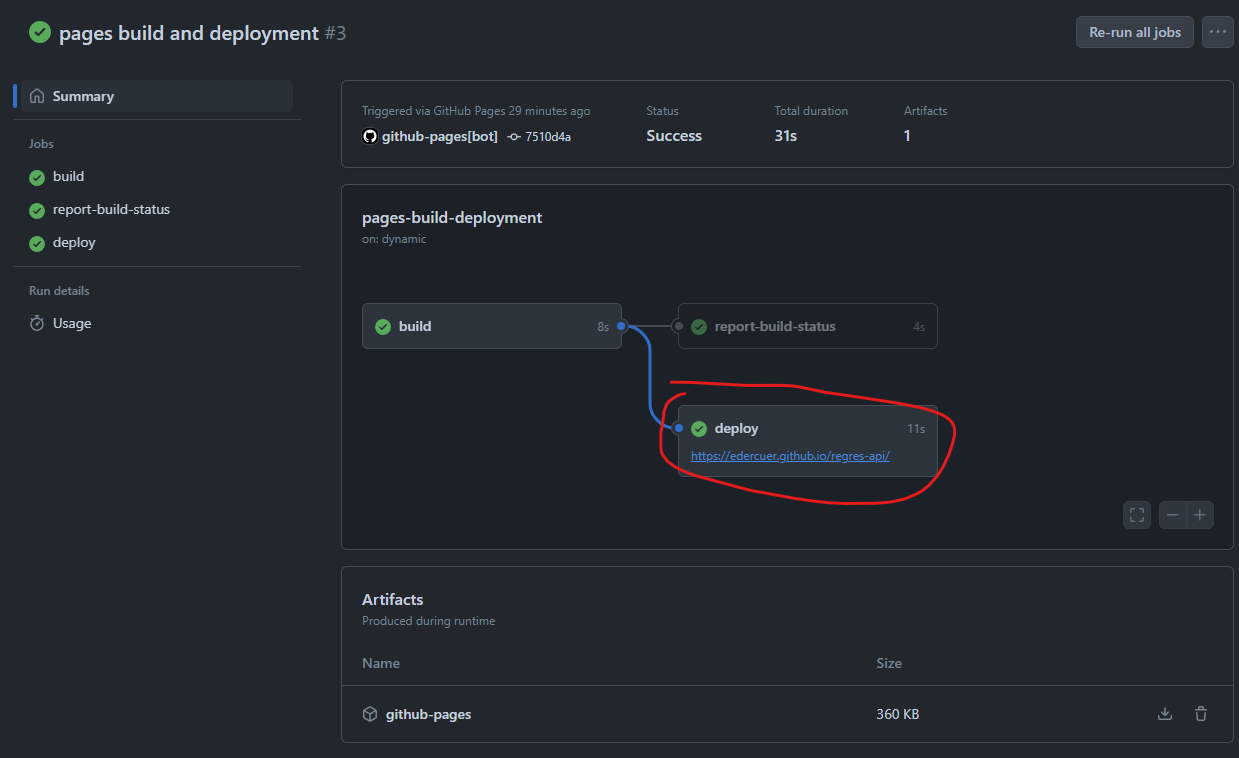 pages build and deployment #3
Re-run all jobs
Summary
Jobs
build
report-build-status
deploy
Run details
Usage
Triggered via GitHub Pages 29 minutes ago
github-pages[bot] 7510d4a
Status
Success
Total duration
31s
Artifacts
1
pages-build-deployment
on: dynamic
build 8s
report-build-status 4s
deploy 11s
https://edercuer.github.io/regres-api/
Artifacts
Produced during runtime
Name Size
github-pages 360 KB